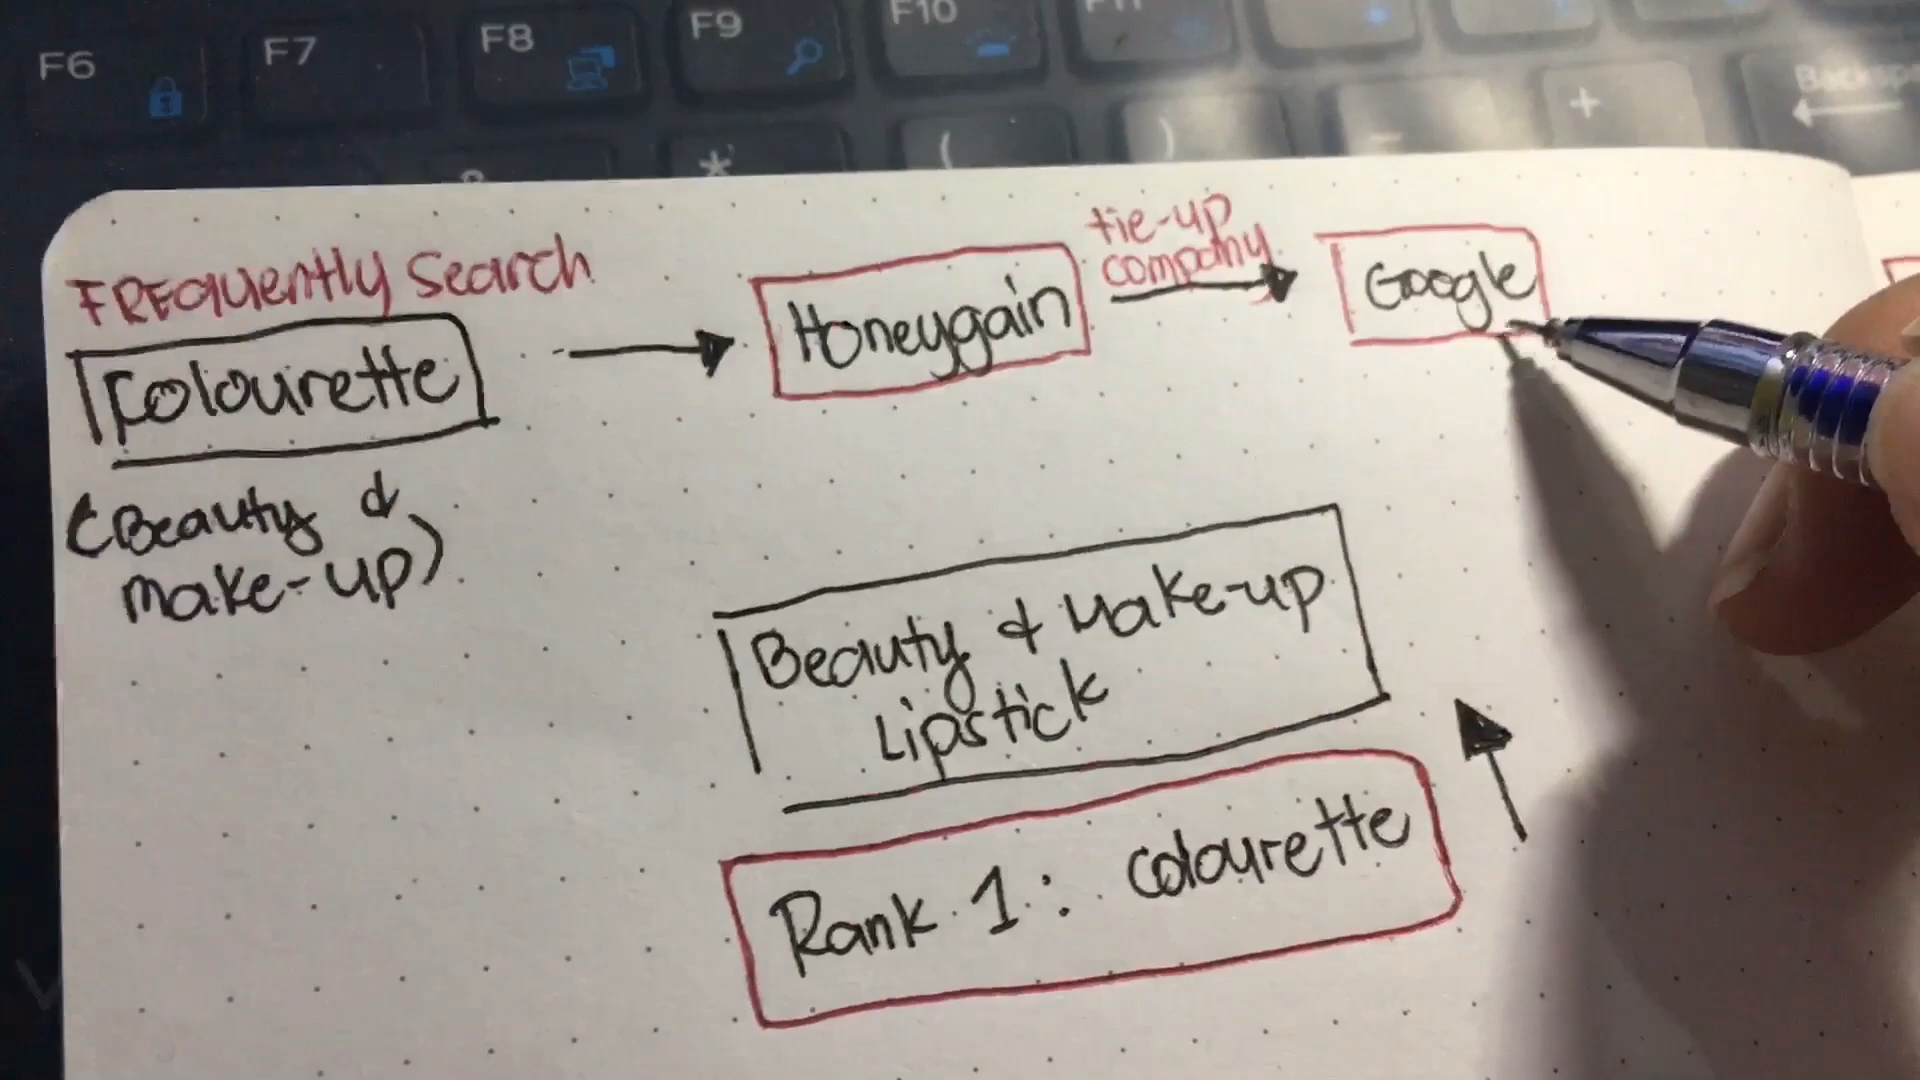 F6 F7 F8 F9 F10
+
* ( )
FREquently Search
Colourette
Honeygain
tie-up
company
Google
(Beauty &
Make-up)
Beauty & Make-up
Lipstick
Rank 1: Colourette